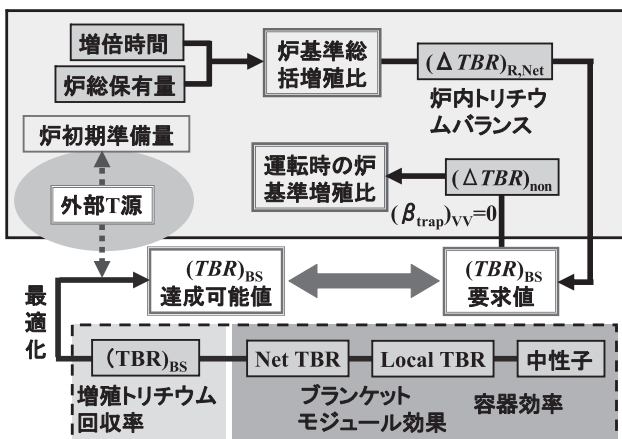 増倍時間
炉総保有量
炉基準総
括増殖比
(ΔTBR)R,Net
炉内トリチウ
ムバランス
炉初期準備量
外部T源
運転時の炉
基準増殖比
(ΔTBR)non
(βtrap)VV=0
(TBR)BS
達成可能値
(TBR)BS
要求値
最適化
(TBR)BS
Net TBR
Local TBR
中性子
増殖トリチウム
回収率
ブランケット
モジュール効果
容器効率